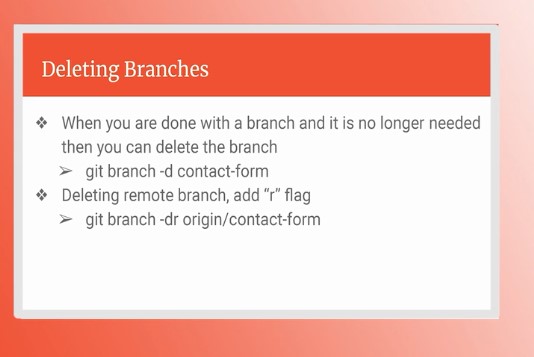 Deleting Branches
❖ When you are done with a branch and it is no longer needed
then you can delete the branch
➢ git branch -d contact-form
❖ Deleting remote branch, add “r” flag
➢ git branch -dr origin/contact-form